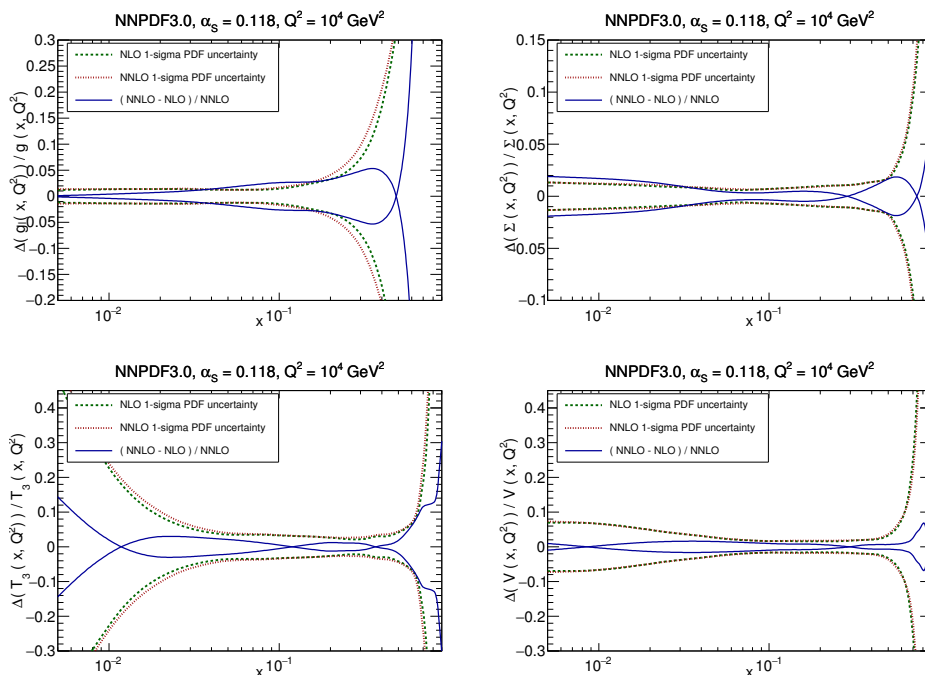 NNPDF3.0, αS = 0.118, Q² = 10⁴ GeV²
0.3
0.25
0.2
0.15
0.1
0.05
0
−0.05
−0.1
−0.15
−0.2
Δ( g( x, Q²) ) / g ( x, Q²)
NLO 1-sigma PDF uncertainty
NNLO 1-sigma PDF uncertainty
( NNLO - NLO ) / NNLO
10⁻²
x
10⁻¹
NNPDF3.0, αS = 0.118, Q² = 10⁴ GeV²
0.15
0.1
0.05
0
−0.05
−0.1
Δ( Σ( x, Q²) ) / Σ ( x, Q²)
NLO 1-sigma PDF uncertainty
NNLO 1-sigma PDF uncertainty
( NNLO - NLO ) / NNLO
10⁻²
10⁻¹
x
NNPDF3.0, αS = 0.118, Q² = 10⁴ GeV²
0.4
0.3
0.2
0.1
0
−0.1
−0.2
−0.3
Δ( T₃( x, Q²) ) / T₃ ( x, Q²)
NLO 1-sigma PDF uncertainty
NNLO 1-sigma PDF uncertainty
( NNLO - NLO ) / NNLO
10⁻²
x
10⁻¹
NNPDF3.0, αS = 0.118, Q² = 10⁴ GeV²
0.4
0.3
0.2
0.1
0
−0.1
−0.2
−0.3
Δ( V( x, Q²) ) / V ( x, Q²)
NLO 1-sigma PDF uncertainty
NNLO 1-sigma PDF uncertainty
( NNLO - NLO ) / NNLO
10⁻²
10⁻¹
x